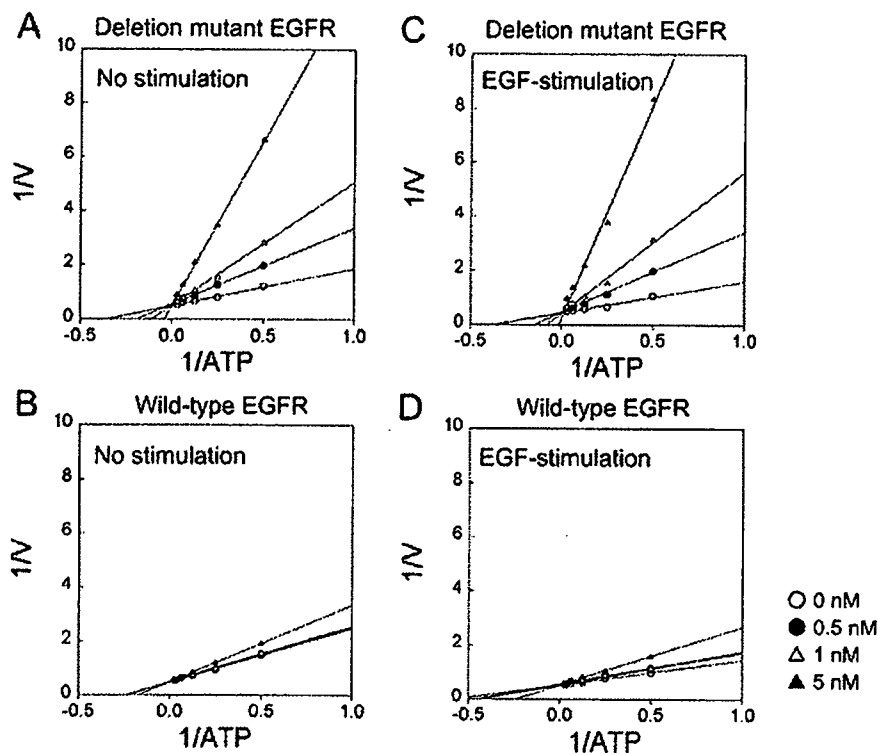 A
Deletion mutant EGFR
No stimulation
1/V
10
8
6
4
2
0
-0.5
0.0
0.5
1.0
1/ATP
C
Deletion mutant EGFR
EGF-stimulation
1/V
10
8
6
4
2
0
-0.5
0.0
0.5
1.0
1/ATP
B
Wild-type EGFR
No stimulation
1/V
10
8
6
4
2
0
-0.5
0.0
0.5
1.0
1/ATP
D
Wild-type EGFR
EGF-stimulation
1/V
10
8
6
4
2
0
-0.5
0.0
0.5
1.0
1/ATP
0 nM
0.5 nM
1 nM
5 nM